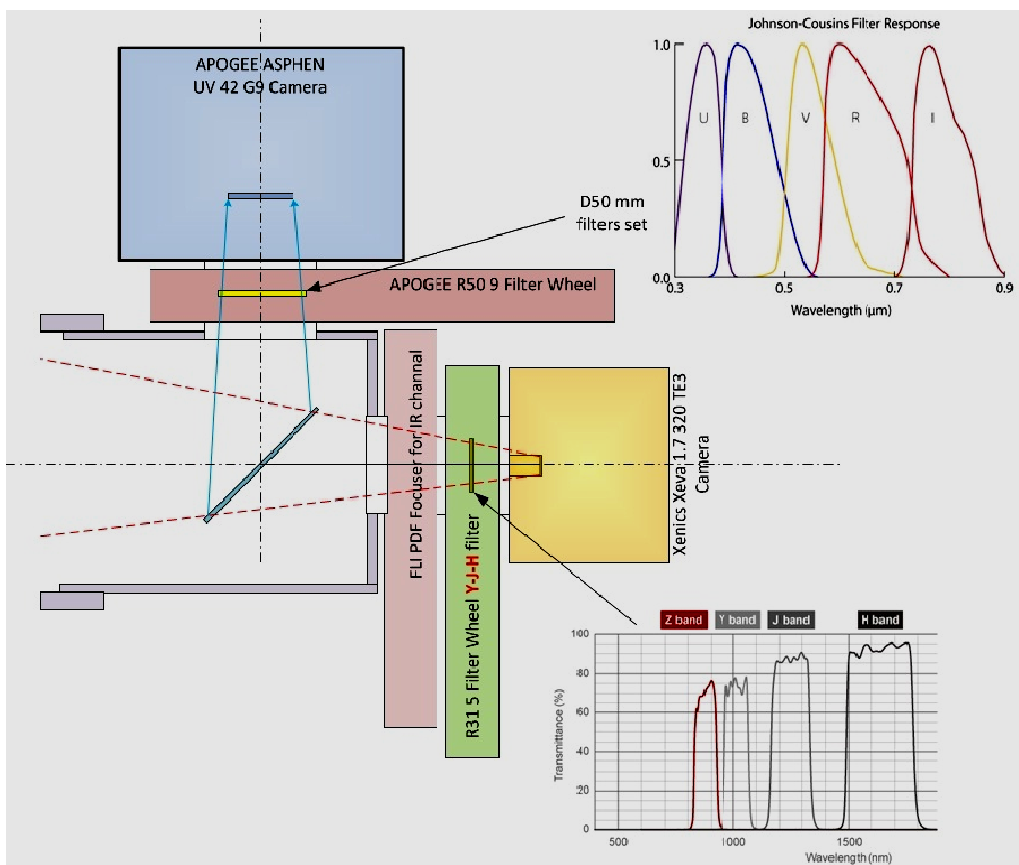 APOGEE ASPHEN
UV 42 G9 Camera
D50 mm
filters set
APOGEE R50 9 Filter Wheel
FLI PDF Focuser for IR channel
R31 5 Filter Wheel Y-J-H filter
Xenics Xeva 1.7 320 TE3
Camera
Johnson-Cousins Filter Response
1.0
0.5
0.0
U B V R I
0.3 0.5 0.7 0.9
Wavelength (µm)
Z band Y band J band H band
100
80
60
40
20
0
Transmittance (%)
500 1000 1500
Wavelength (nm)